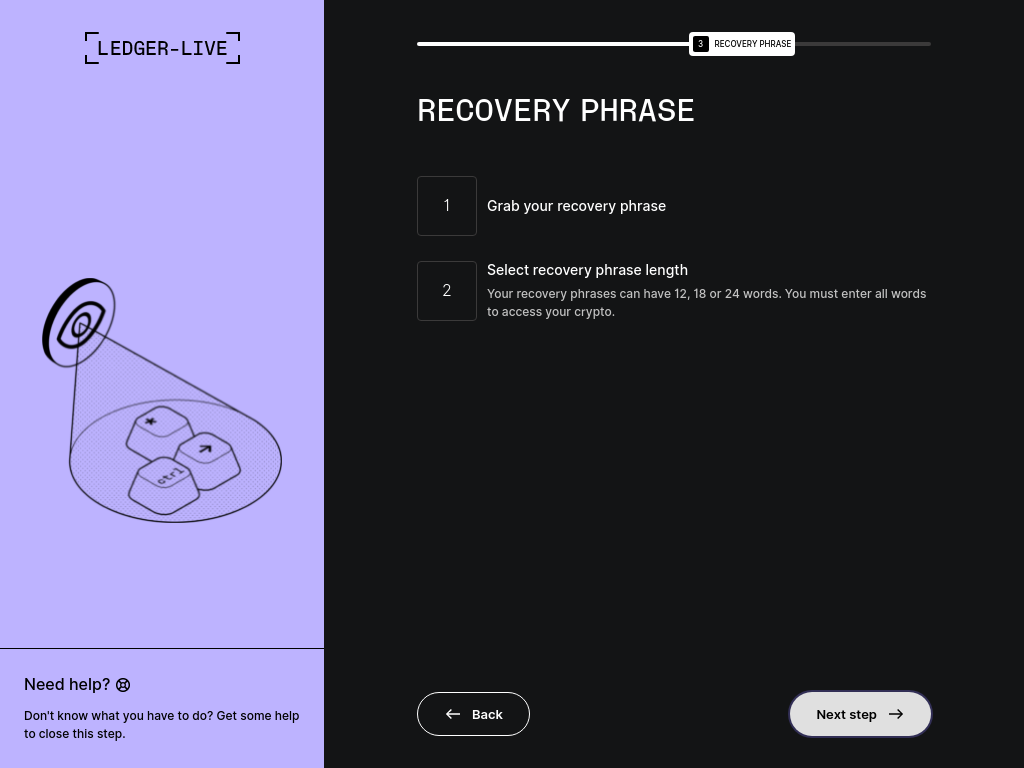 LEDGER-LIVE
3 RECOVERY PHRASE
RECOVERY PHRASE
1
Grab your recovery phrase
2
Select recovery phrase length
Your recovery phrases can have 12, 18 or 24 words. You must enter all words
to access your crypto.
*
ctrl
Need help?
Don't know what you have to do? Get some help
to close this step.
Back
Next step